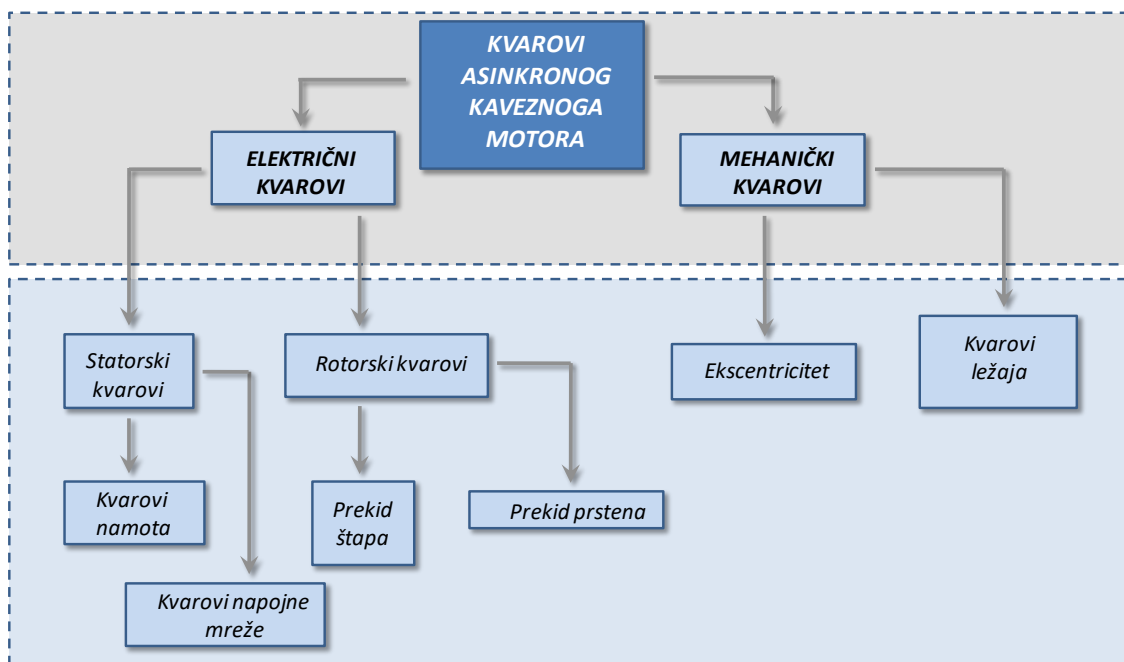 KVAROVI
ASINKRONOG
KAVEZNOGA
MOTORA
ELEKTRIČNI
KVAROVI
MEHANIČKI
KVAROVI
Statorski
kvarovi
Rotorski kvarovi
Ekscentricitet
Kvarovi
ležaja
Kvarovi
namota
Prekid
štapa
Prekid prstena
Kvarovi napojne
mreže